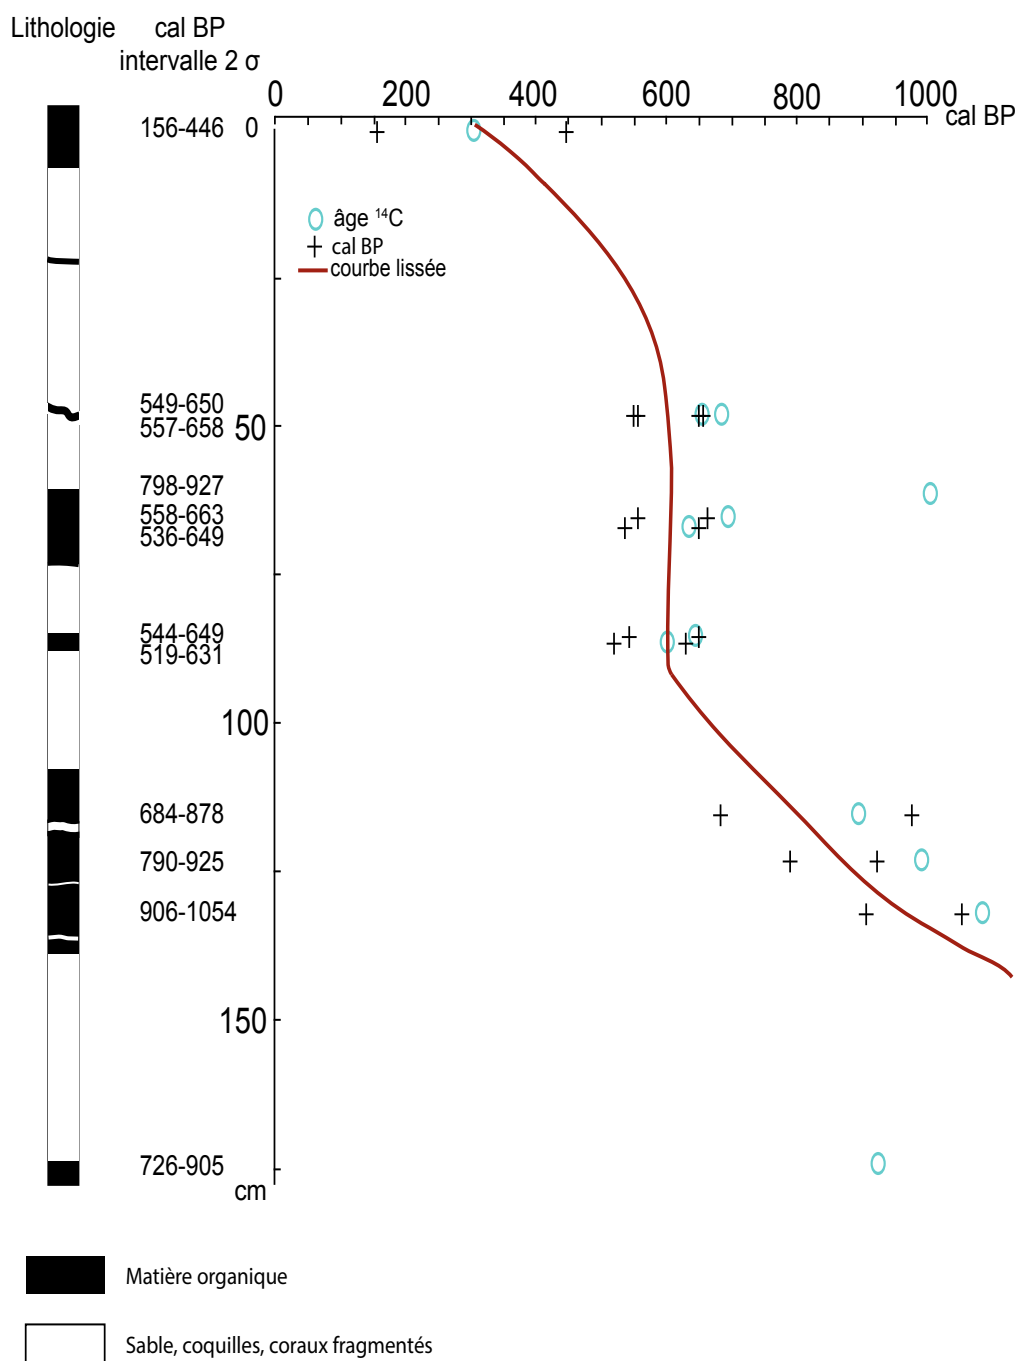 Lithologie cal BP
intervalle 2 σ
0 200 400 600 800 1000
cal BP
156-446 0
âge ¹⁴C
cal BP
courbe lissée
549-650
557-658 50
798-927
558-663
536-649
544-649
519-631
100
684-878
790-925
906-1054
150
726-905
cm
Matière organique
Sable, coquilles, coraux fragmentés